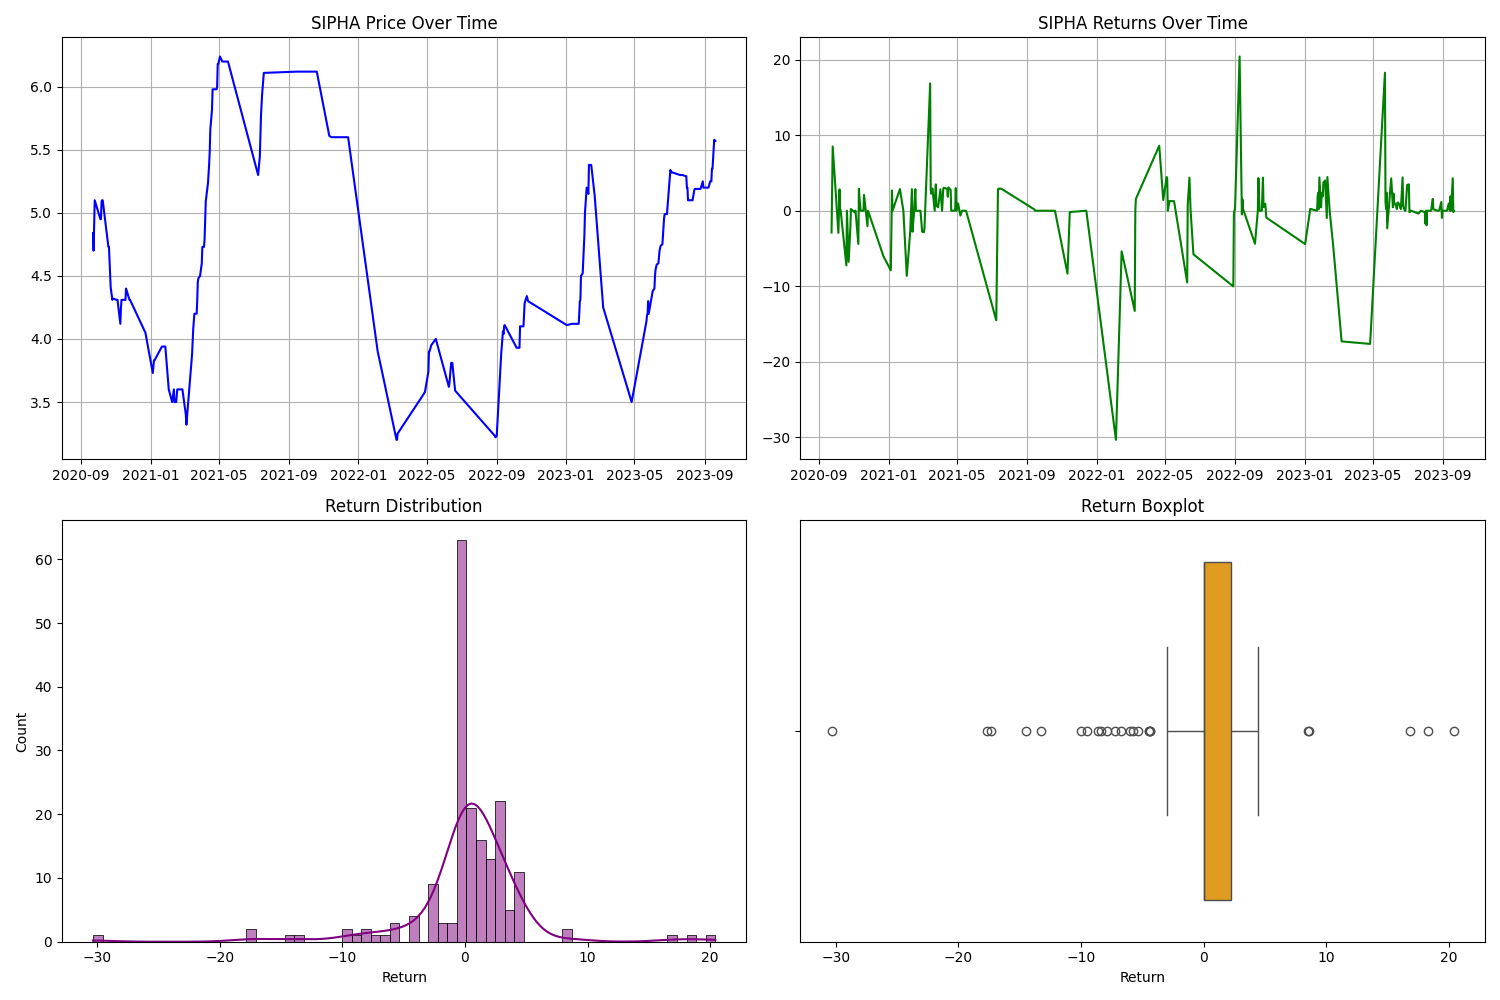 SIPHA Price Over Time
6.0
5.5
5.0
4.5
4.0
3.5
2020-09 2021-01 2021-05 2021-09 2022-01 2022-05 2022-09 2023-01 2023-05 2023-09
SIPHA Returns Over Time
20
10
0
−10
−20
−30
2020-09 2021-01 2021-05 2021-09 2022-01 2022-05 2022-09 2023-01 2023-05 2023-09
Return Distribution
Count
60
50
40
30
20
10
0
−30 −20 −10 0 10 20
Return
Return Boxplot
−30 −20 −10 0 10 20
Return